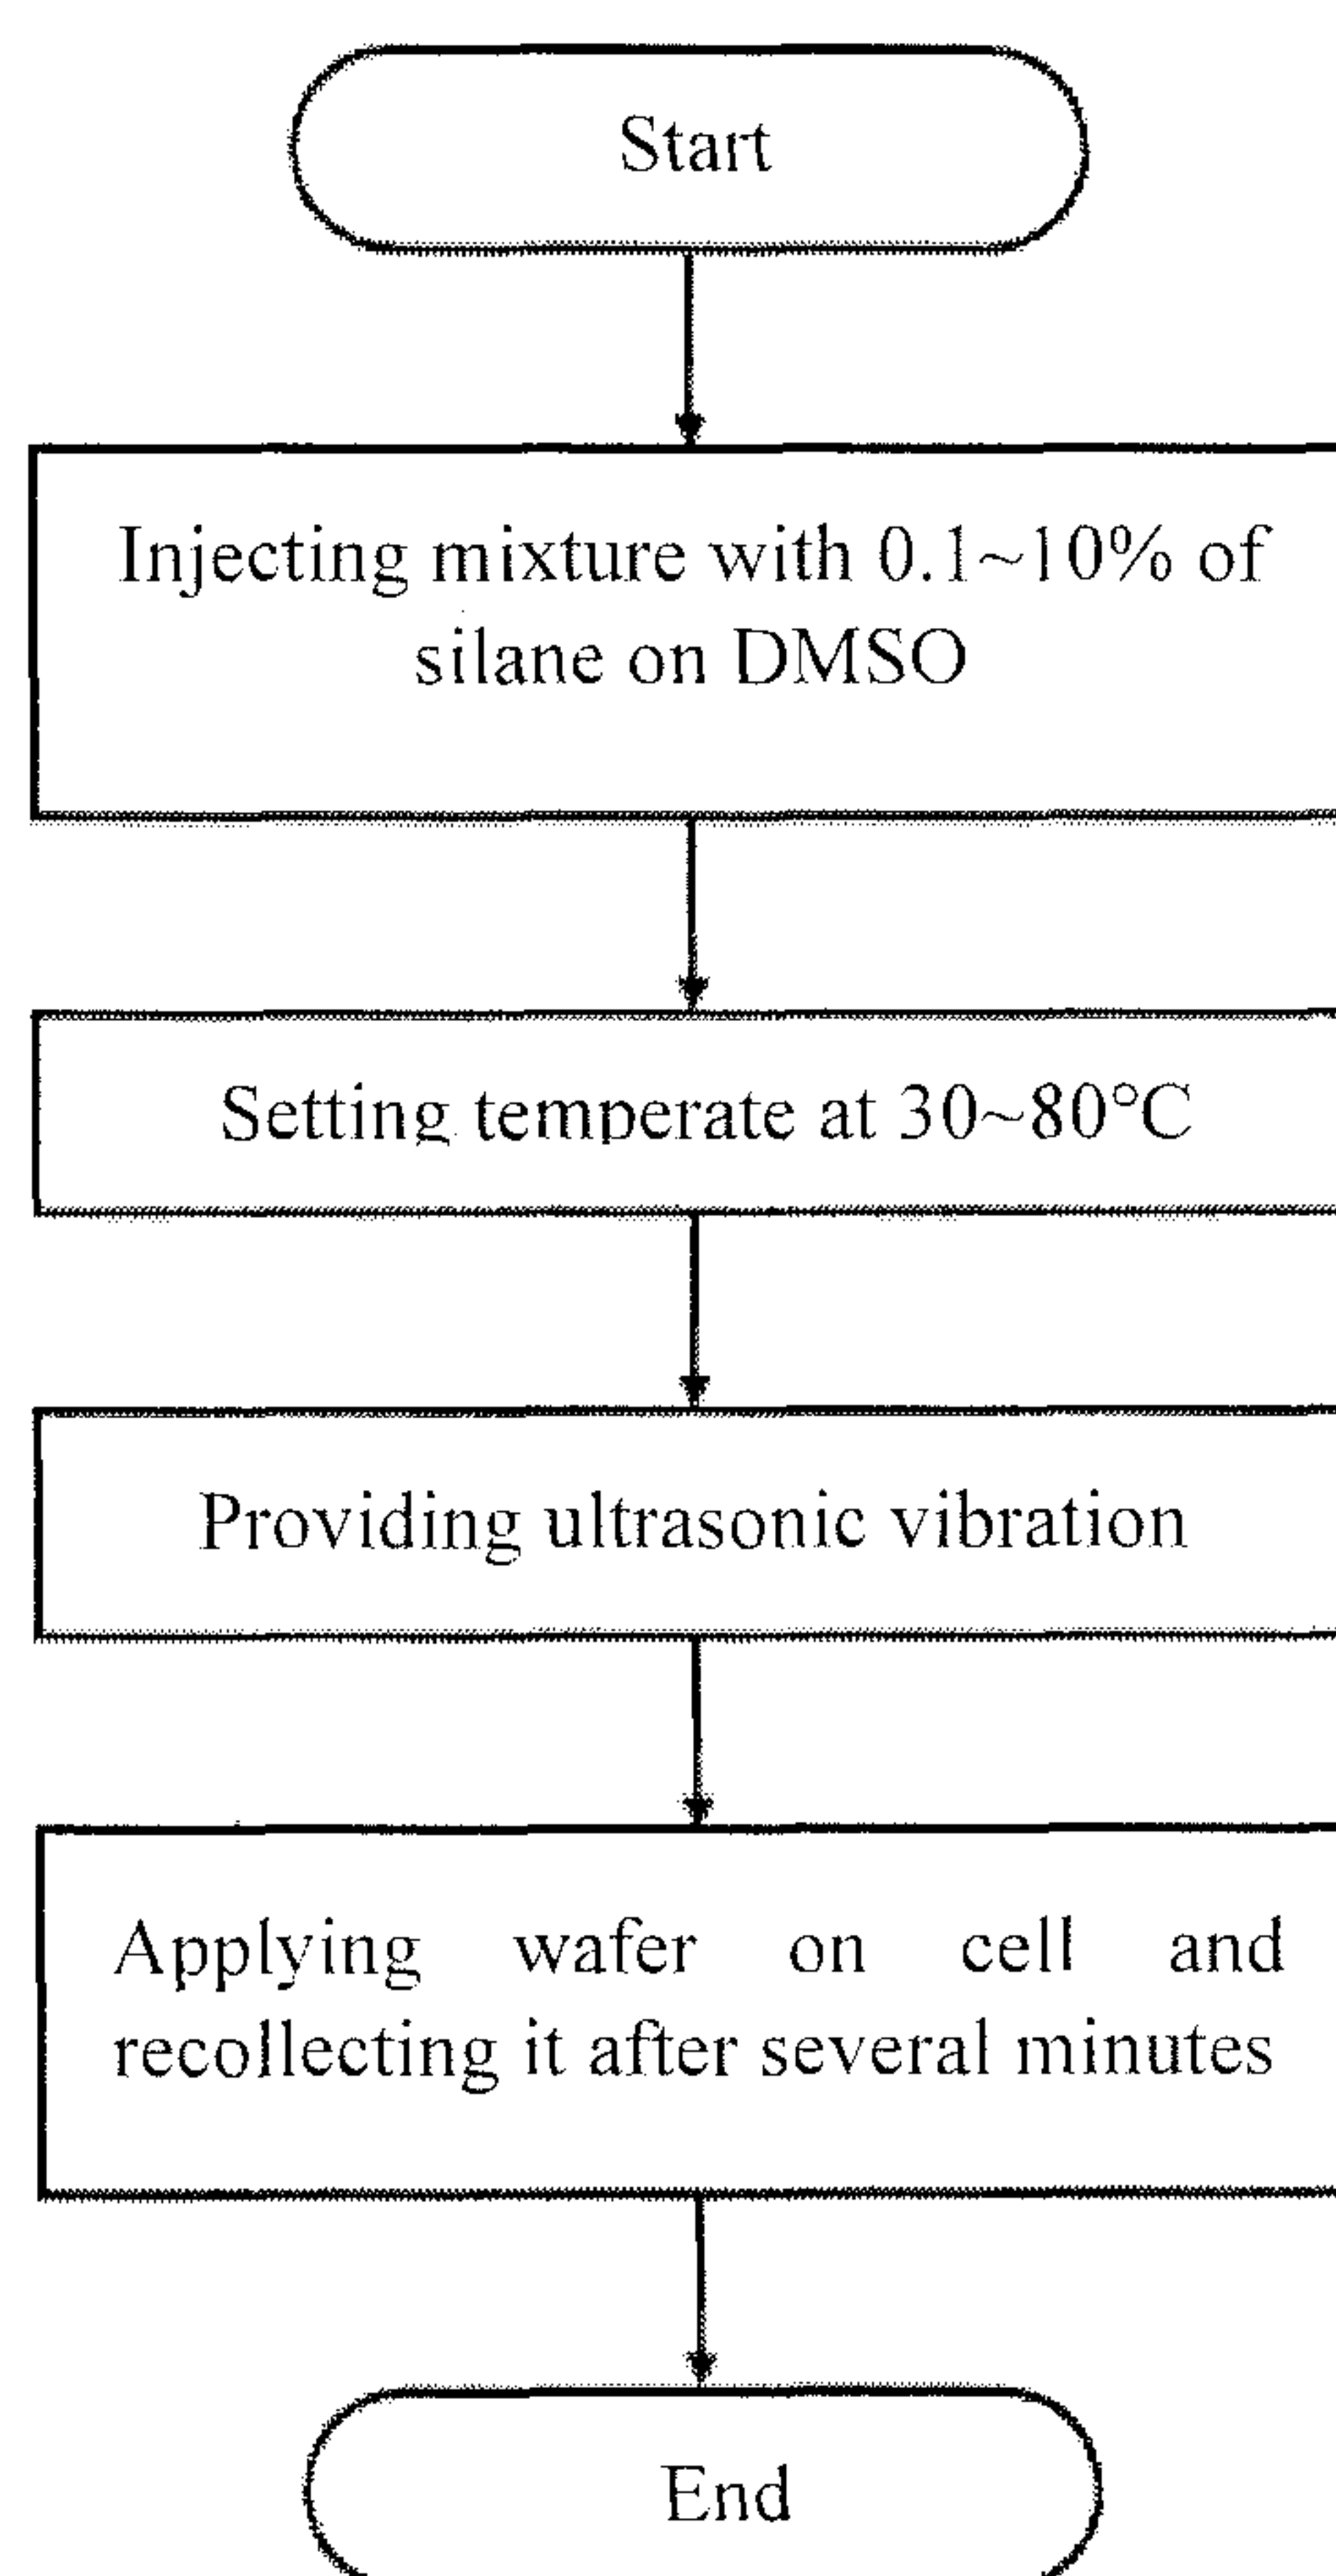 Start
Injecting mixture with 0.1~10% of
silane on DMSO
Setting temperate at 30~80°C
Providing ultrasonic vibration
Applying wafer on cell and
recollecting it after several minutes
End